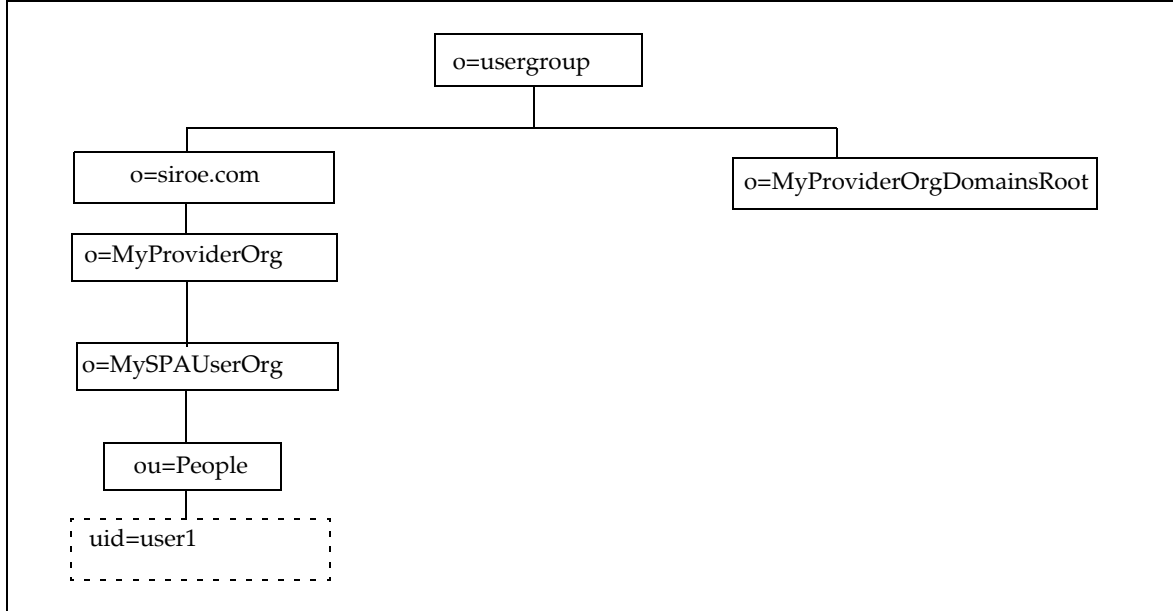 o=usergroup
o=siroe.com
o=MyProviderOrgDomainsRoot
o=MyProviderOrg
o=MySPAUserOrg
ou=People
uid=user1